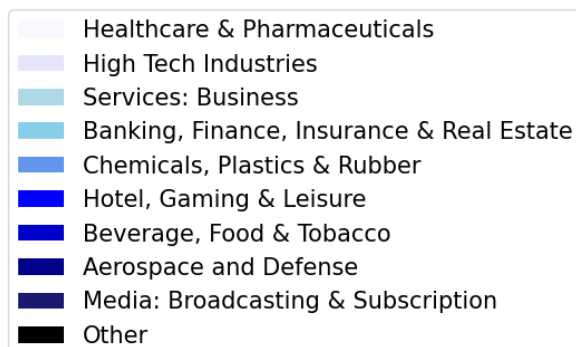 Healthcare & Pharmaceuticals
High Tech Industries
Services: Business
Banking, Finance, Insurance & Real Estate
Chemicals, Plastics & Rubber
Hotel, Gaming & Leisure
Beverage, Food & Tobacco
Aerospace and Defense
Media: Broadcasting & Subscription
Other